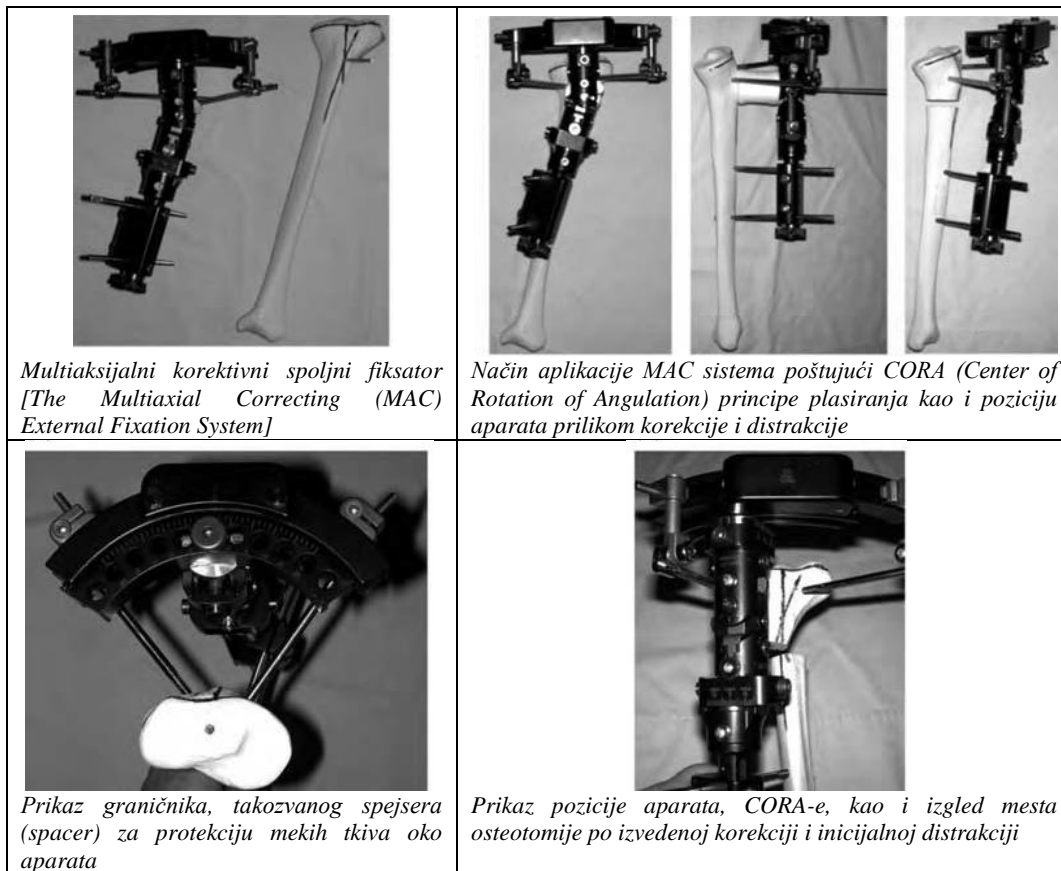 Multiaksijalni korektivni spoljni fiksator
[The Multiaxial Correcting (MAC)
External Fixation System]
Način aplikacije MAC sistema poštujući CORA (Center of
Rotation of Angulation) principe plasiranja kao i poziciju
aparata prilikom korekcije i distrakcije
Prikaz graničnika, takozvanog spejsera
(spacer) za protekciju mekih tkiva oko
aparata
Prikaz pozicije aparata, CORA-e, kao i izgled mesta
osteotomije po izvedenoj korekciji i inicijalnoj distrakciji